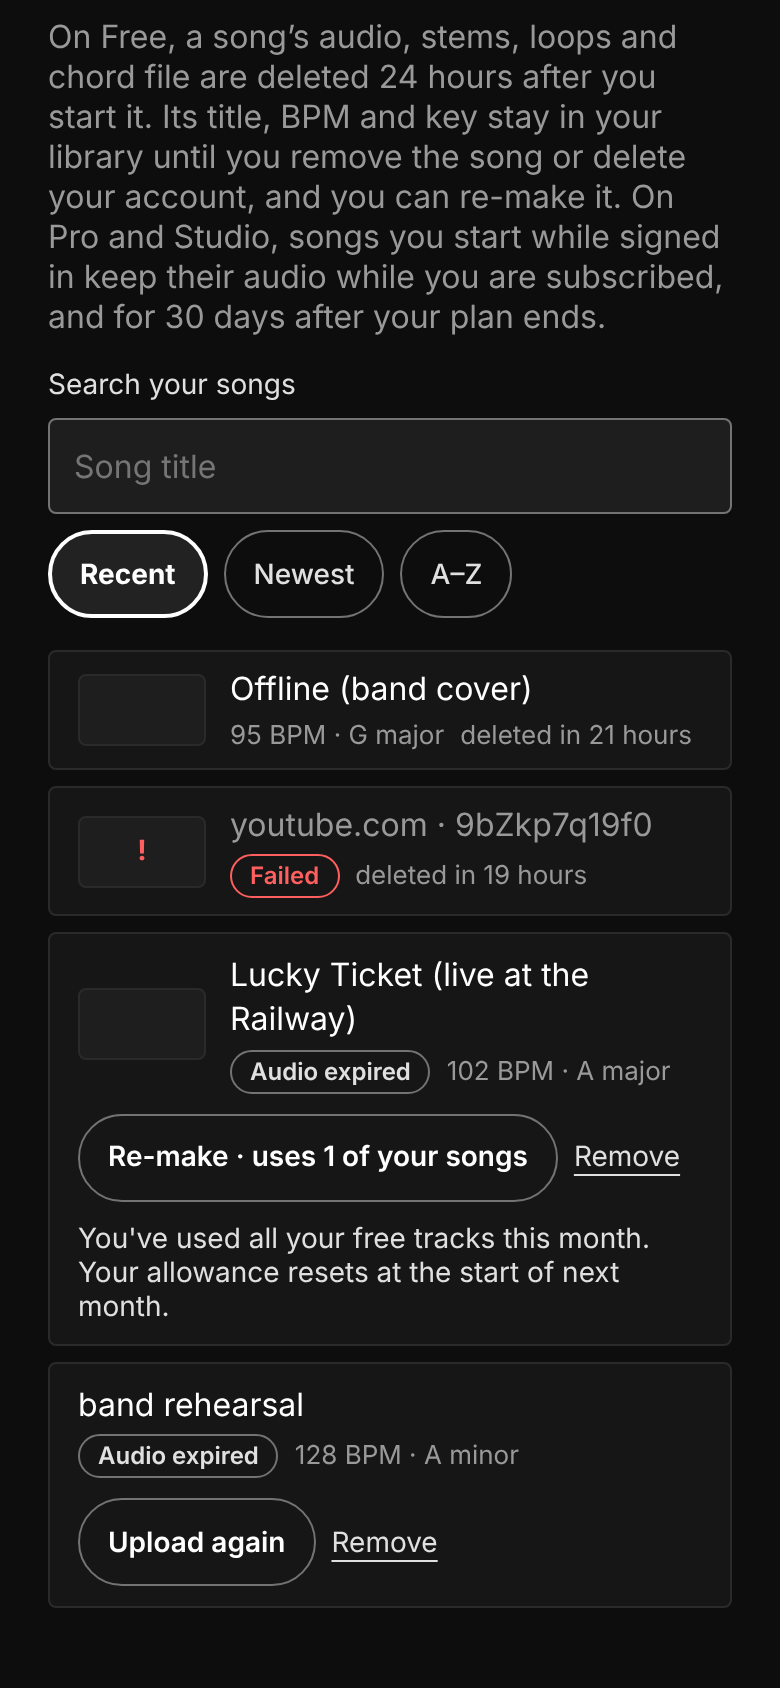 On Free, a song’s audio, stems, loops and
chord file are deleted 24 hours after you
start it. Its title, BPM and key stay in your
library until you remove the song or delete
your account, and you can re-make it. On
Pro and Studio, songs you start while signed
in keep their audio while you are subscribed,
and for 30 days after your plan ends.
Search your songs
Song title
Recent Newest A–Z
Offline (band cover)
95 BPM · G major deleted in 21 hours
!
youtube.com · 9bZkp7q19f0
Failed deleted in 19 hours
Lucky Ticket (live at the
Railway)
Audio expired 102 BPM · A major
Re-make · uses 1 of your songs Remove
You've used all your free tracks this month.
Your allowance resets at the start of next
month.
band rehearsal
Audio expired 128 BPM · A minor
Upload again Remove